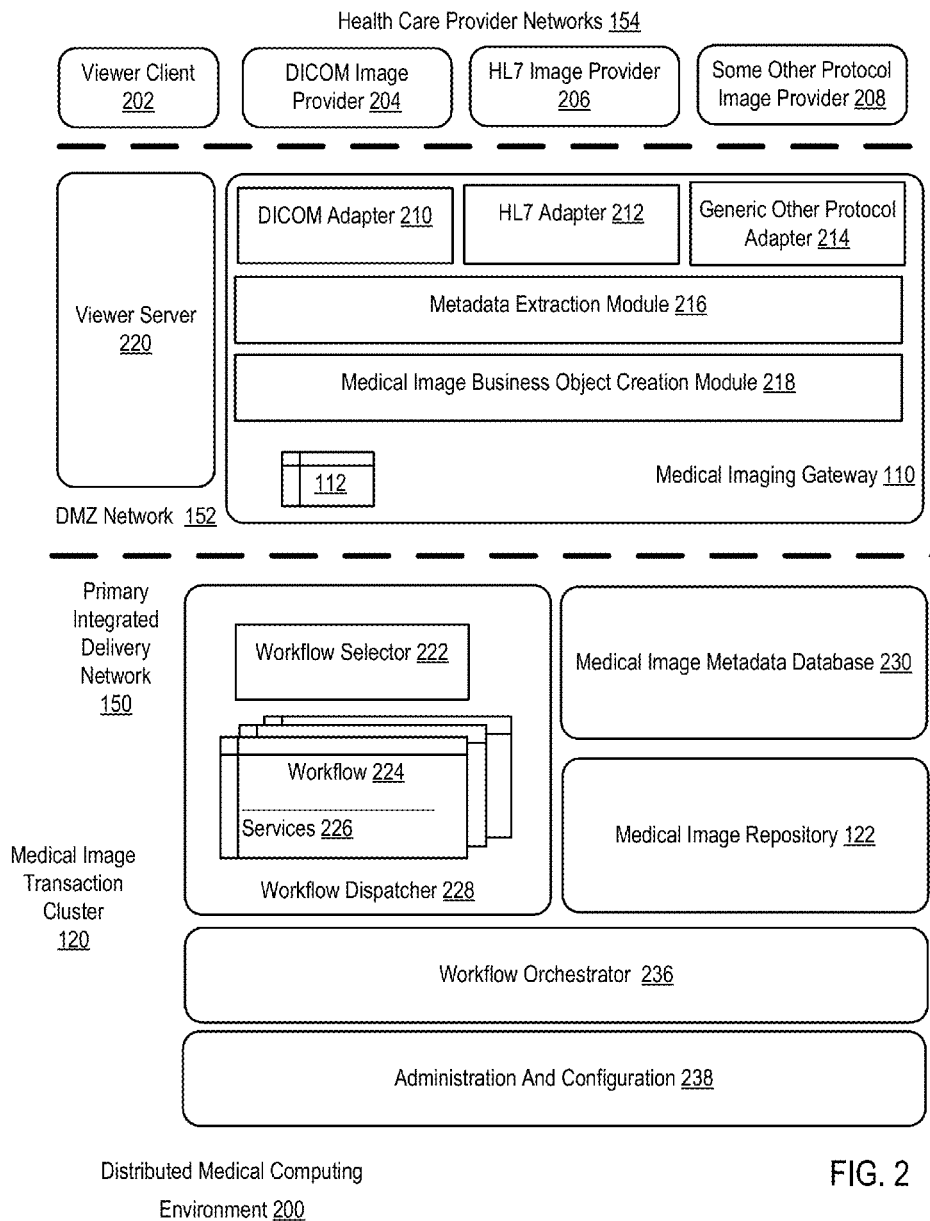 Health Care Provider Networks 154
Viewer Client
202
DICOM Image
Provider 204
HL7 Image Provider
206
Some Other Protocol
Image Provider 208
Viewer Server
220
DICOM Adapter 210
HL7 Adapter 212
Generic Other Protocol
Adapter 214
Metadata Extraction Module 216
Medical Image Business Object Creation Module 218
112
Medical Imaging Gateway 110
DMZ Network 152
Primary
Integrated
Delivery
Network
150
Workflow Selector 222
Workflow 224
Services 226
Workflow Dispatcher 228
Medical Image Metadata Database 230
Medical Image Repository 122
Medical Image
Transaction
Cluster
120
Workflow Orchestrator 236
Administration And Configuration 238
Distributed Medical Computing
Environment 200
FIG. 2